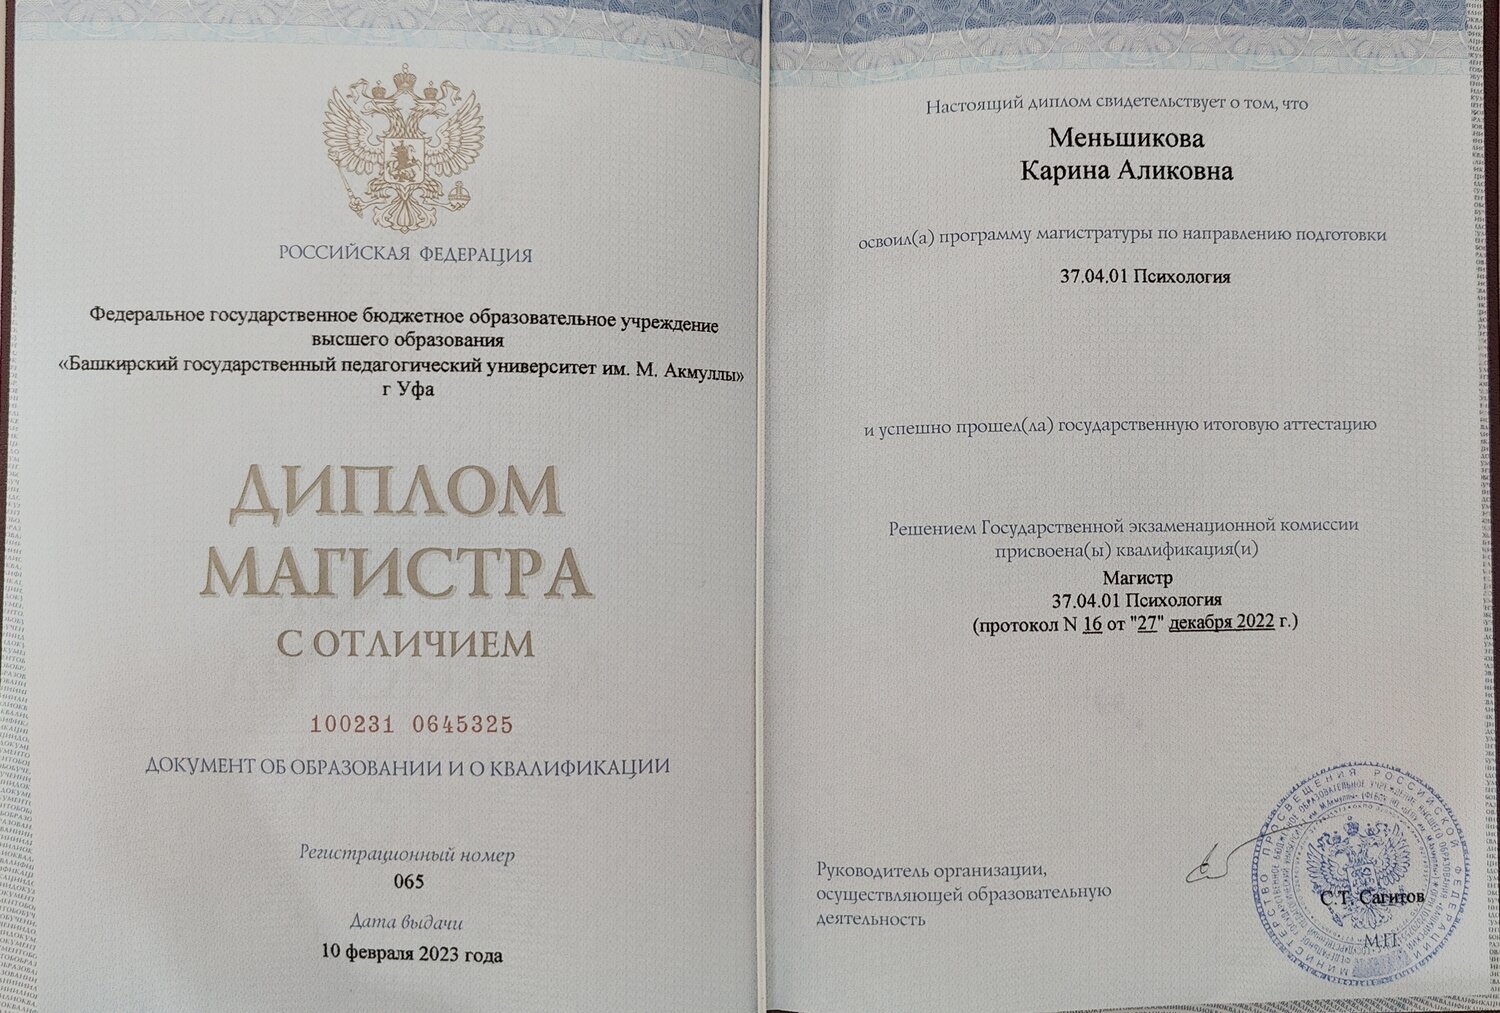 РОССИЙСКАЯ ФЕДЕРАЦИЯ
Федеральное государственное бюджетное образовательное учреждение
высшего образования
«Башкирский государственный педагогический университет им. М. Акмуллы»
г Уфа
ДИПЛОМ
МАГИСТРА
С ОТЛИЧИЕМ
100231 0645325
ДОКУМЕНТ ОБ ОБРАЗОВАНИИ И О КВАЛИФИКАЦИИ
Регистрационный номер
065
Дата выдачи
10 февраля 2023 года
Настоящий диплом свидетельствует о том, что
Меньшикова
Карина Аликовна
освоил(а) программу магистратуры по направлению подготовки
37.04.01 Психология
и успешно прошел(ла) государственную итоговую аттестацию
Решением Государственной экзаменационной комиссии
присвоена(ы) квалификация(и)
Магистр
37.04.01 Психология
(протокол N 16 от "27" декабря 2022 г.)
Руководитель организации,
осуществляющей образовательную
деятельность
С.Т. Сагитов
М.П.
МИНИСТЕРСТВО ПРОСВЕЩЕНИЯ РОССИЙСКОЙ ФЕДЕРАЦИИ